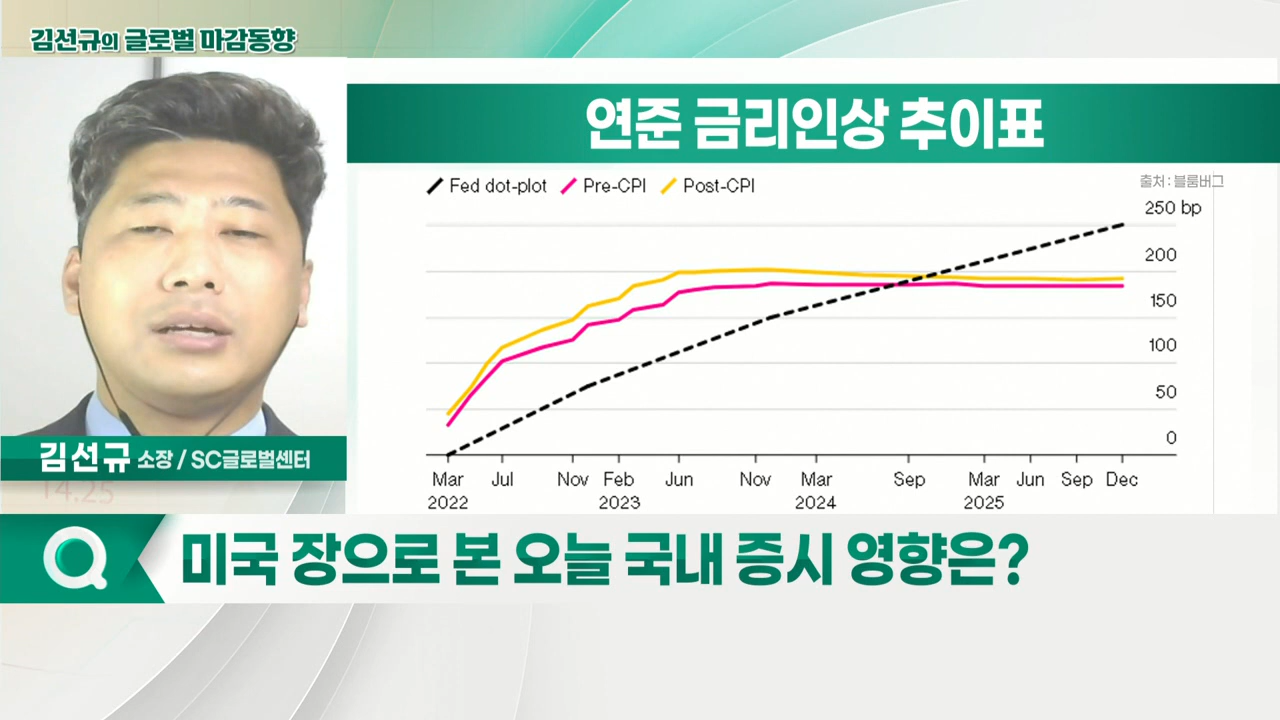 김선규의 글로벌 마감동향
연준 금리인상 추이표
Fed dot-plot Pre-CPI Post-CPI
출처 : 블룸버그
250 bp
200
150
100
50
0
Mar Jul Nov Feb Jun Nov Mar Sep Mar Jun Sep Dec
2022 2023 2024 2025
김선규 소장 / SC글로벌센터
14.25
Q 미국 장으로 본 오늘 국내 증시 영향은?